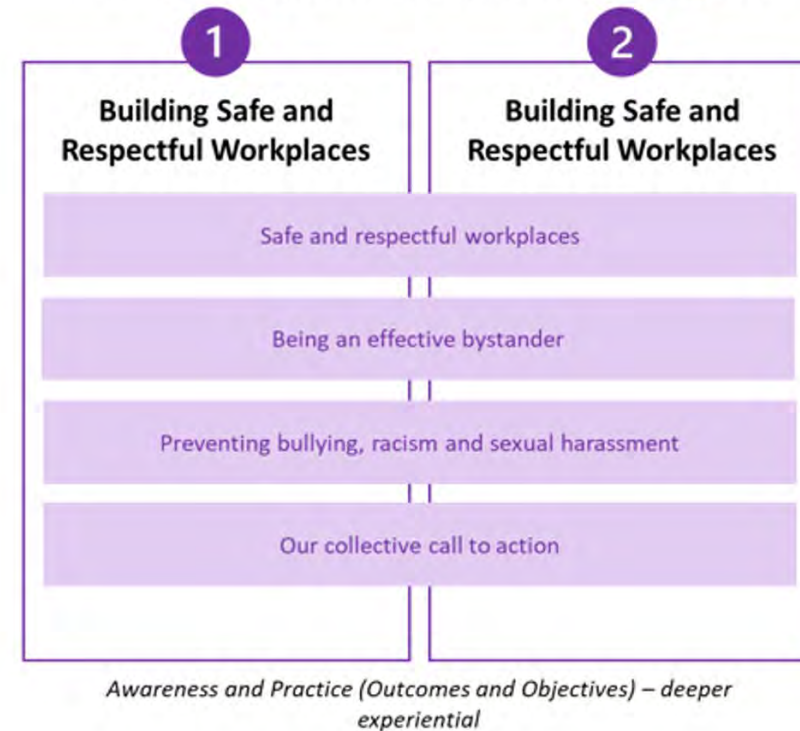 1
Building Safe and
Respectful Workplaces
2
Building Safe and
Respectful Workplaces
Safe and respectful workplaces
Being an effective bystander
Preventing bullying, racism and sexual harassment
Our collective call to action
Awareness and Practice (Outcomes and Objectives) – deeper
experiential